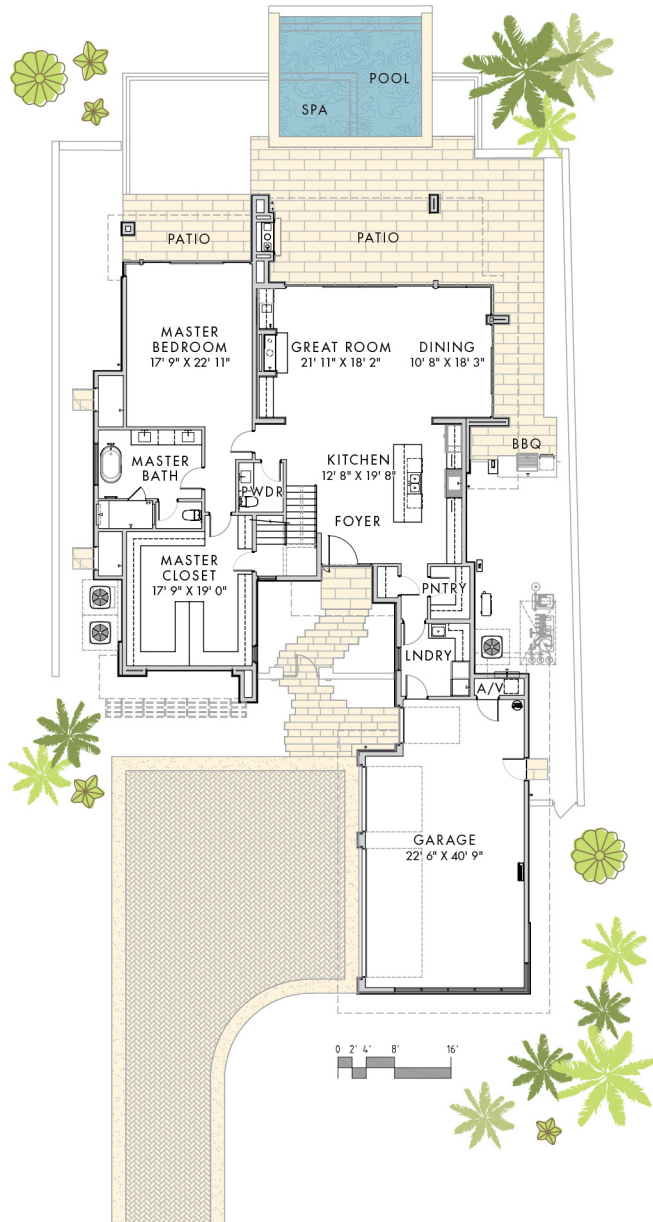 POOL
SPA
PATIO
PATIO
MASTER
BEDROOM
17' 9" X 22' 11"
GREAT ROOM
21' 11" X 18' 2"
DINING
10' 8" X 18' 3"
BBQ
MASTER
BATH
PWDR
KITCHEN
12' 8" X 19' 8"
FOYER
MASTER
CLOSET
17' 9" X 19' 0"
PNTRY
LNDRY
A/V
GARAGE
22' 6" X 40' 9"
0 2' 4' 8' 16'